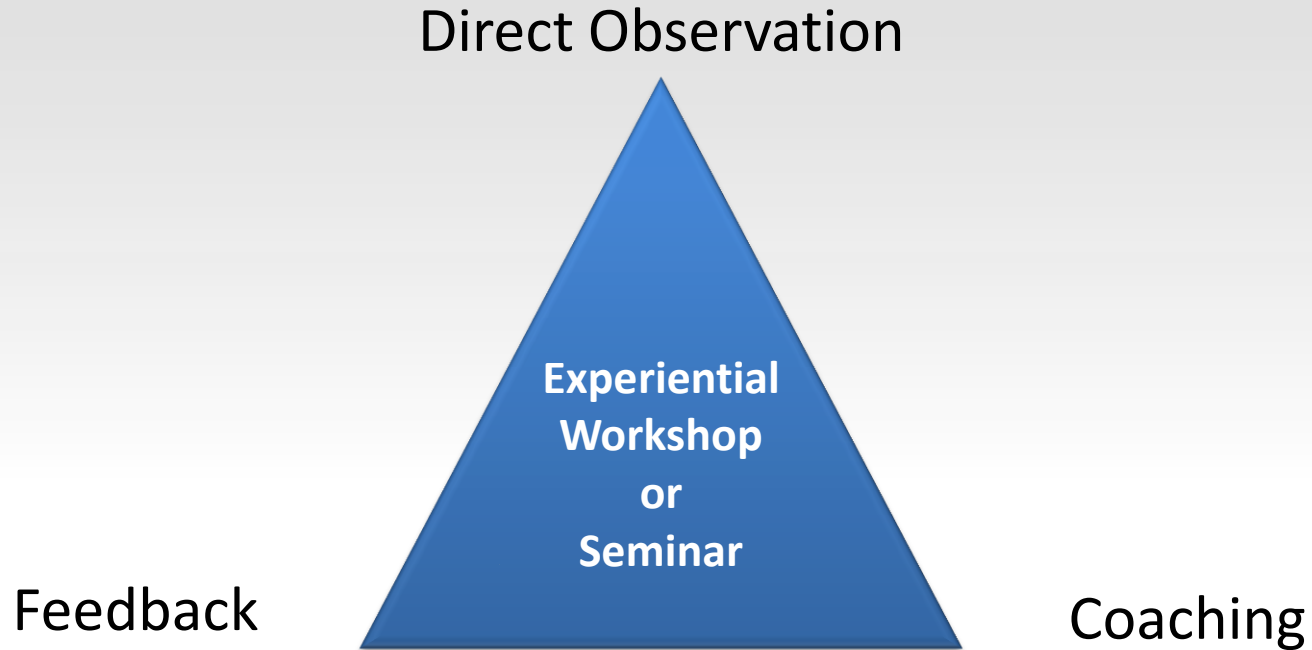 Direct Observation
Experiential
Workshop
or
Seminar
Feedback
Coaching